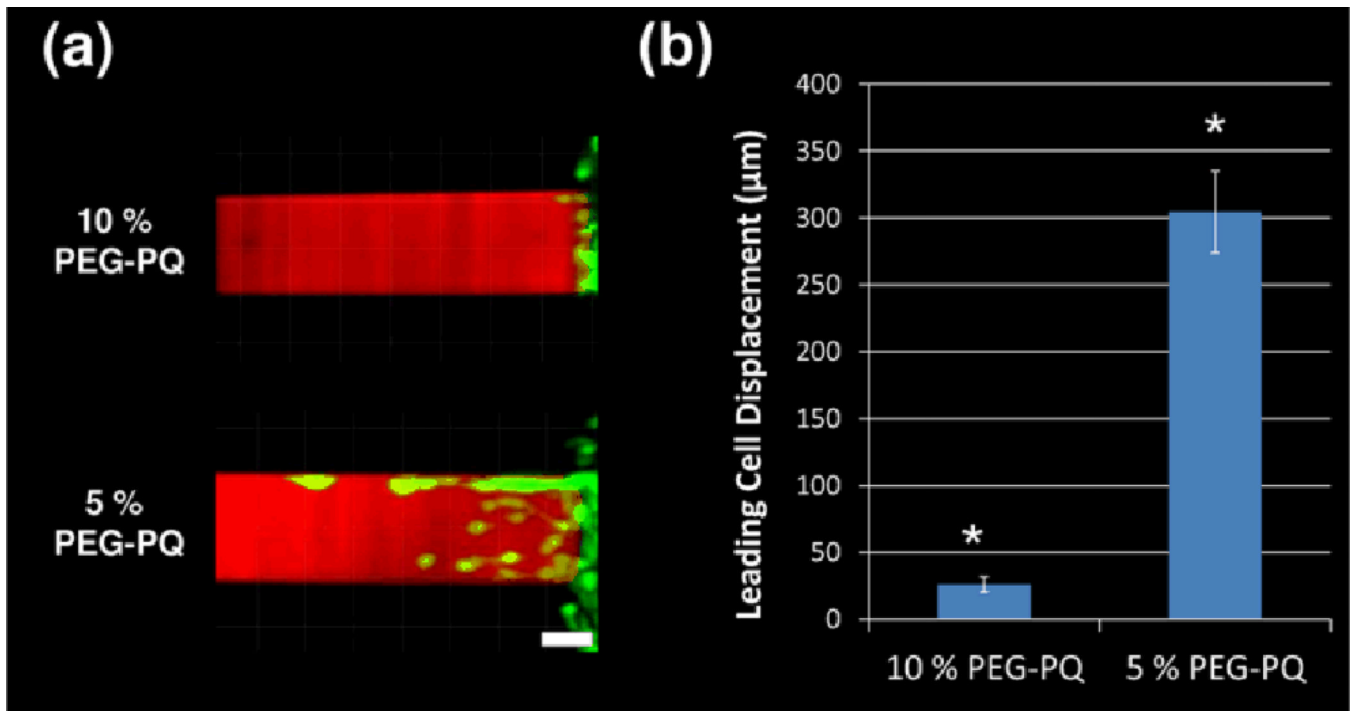 (a)
10 %
PEG-PQ
5 %
PEG-PQ
(b)
Leading Cell Displacement (µm)
400
350
300
250
200
150
100
50
0
*
*
10 % PEG-PQ
5 % PEG-PQ